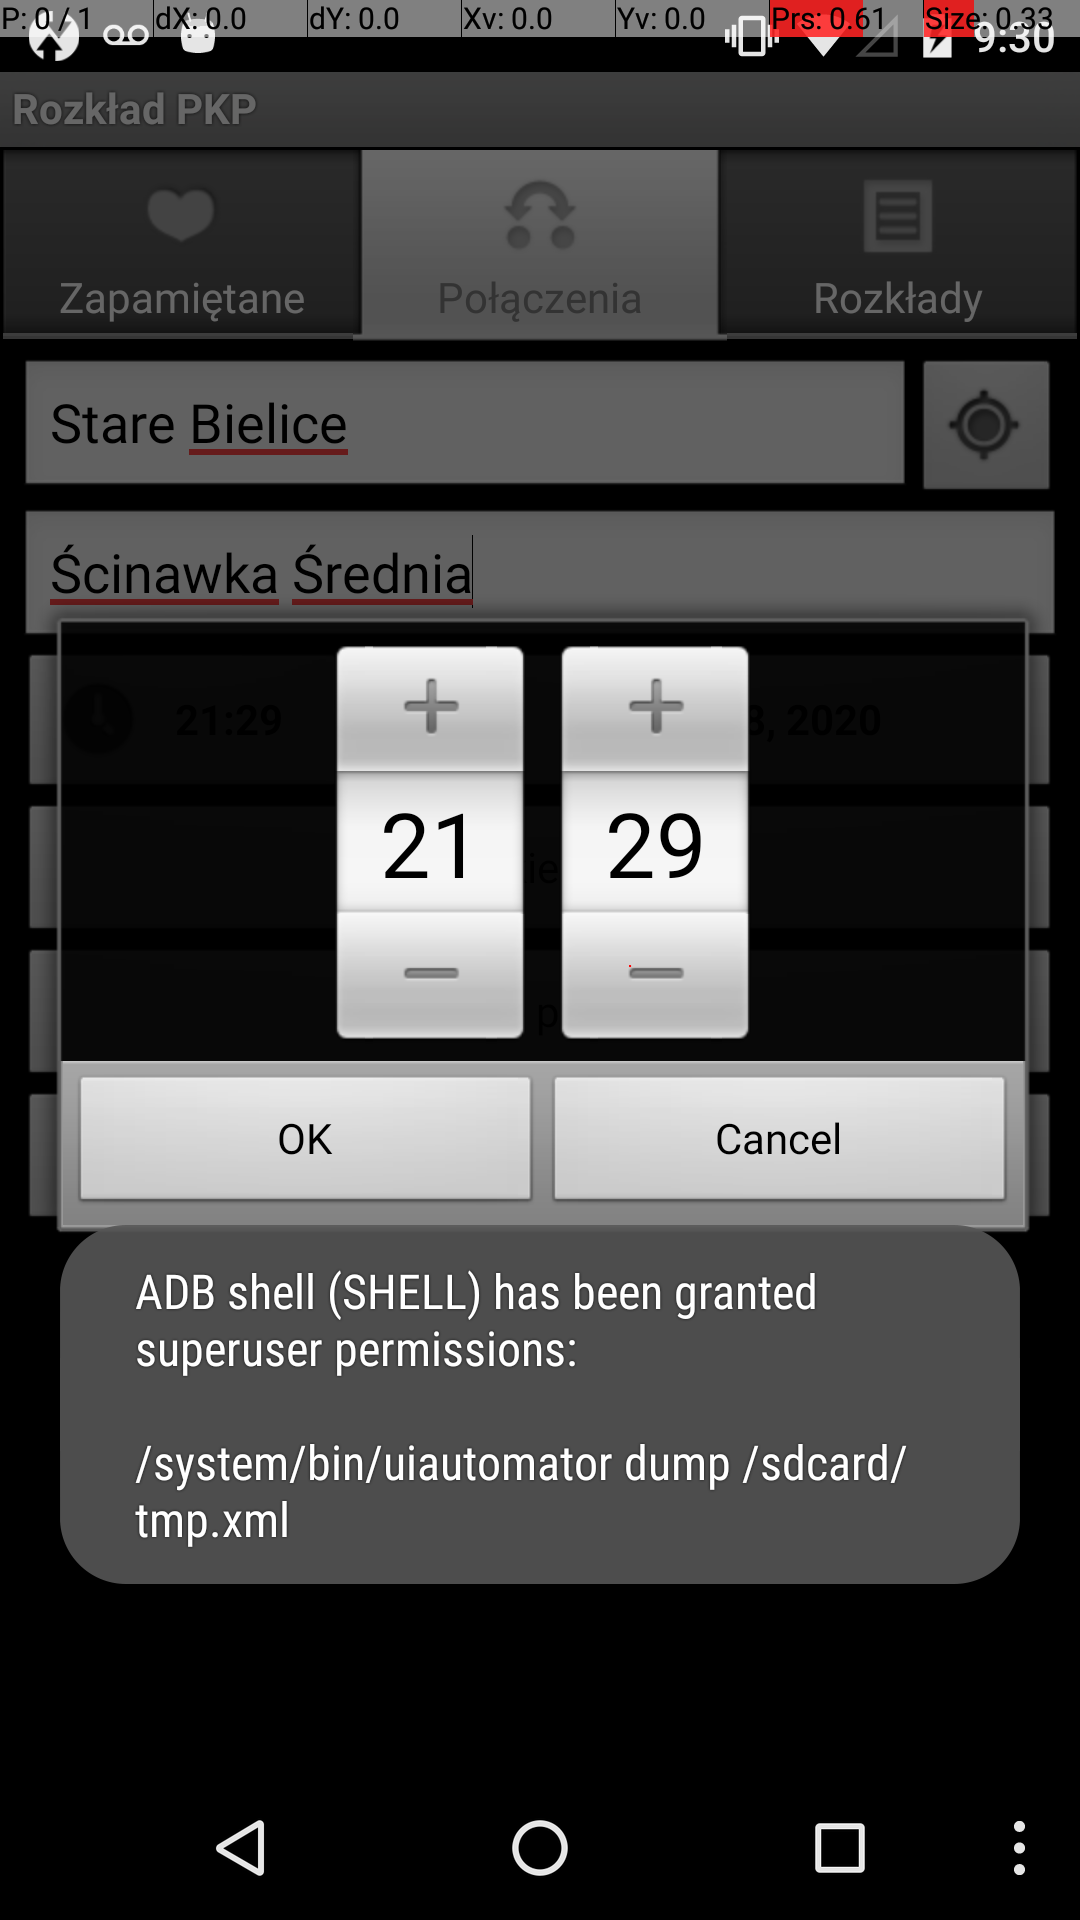 P: 0 / 1 dX: 0.0 dY: 0.0 Xv: 0.0 Yv: 0.0 Prs: 0.61 Size: 0.33
9:30
Rozkład PKP
Zapamiętane Połączenia Rozkłady
Stare Bielice
Ścinawka Średnia
21:29 3, 2020
21 29
ie
p
OK Cancel
ADB shell (SHELL) has been granted
superuser permissions:
/system/bin/uiautomator dump /sdcard/
tmp.xml